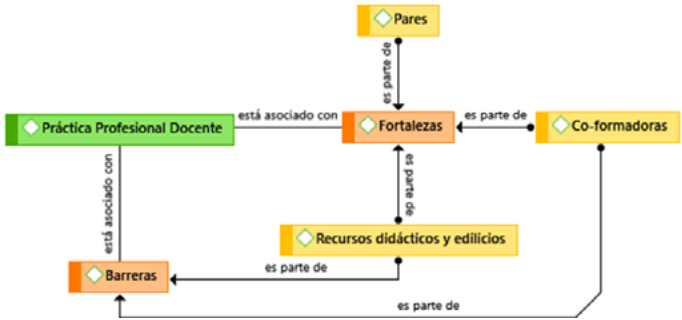 Pares
es parte de
está asociado con
es parte de
Práctica Profesional Docente
Fortalezas
Co-formadoras
está asociado con
es parte de
Recursos didácticos y edilicios
Barreras
es parte de
es parte de